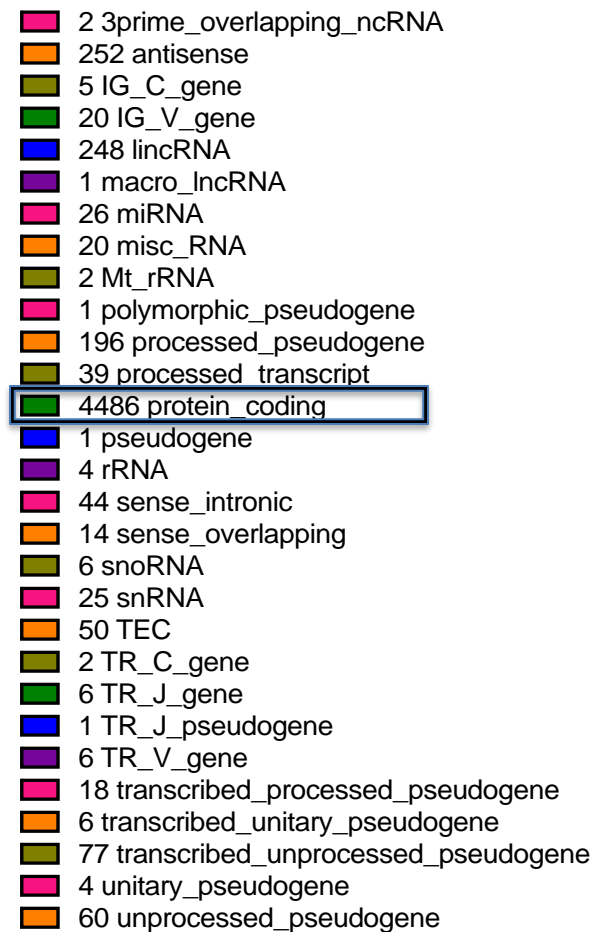 2 3prime_overlapping_ncRNA
252 antisense
5 IG_C_gene
20 IG_V_gene
248 lincRNA
1 macro_lncRNA
26 miRNA
20 misc_RNA
2 Mt_rRNA
1 polymorphic_pseudogene
196 processed_pseudogene
39 processed_transcript
4486 protein_coding
1 pseudogene
4 rRNA
44 sense_intronic
14 sense_overlapping
6 snoRNA
25 snRNA
50 TEC
2 TR_C_gene
6 TR_J_gene
1 TR_J_pseudogene
6 TR_V_gene
18 transcribed_processed_pseudogene
6 transcribed_unitary_pseudogene
77 transcribed_unprocessed_pseudogene
4 unitary_pseudogene
60 unprocessed_pseudogene